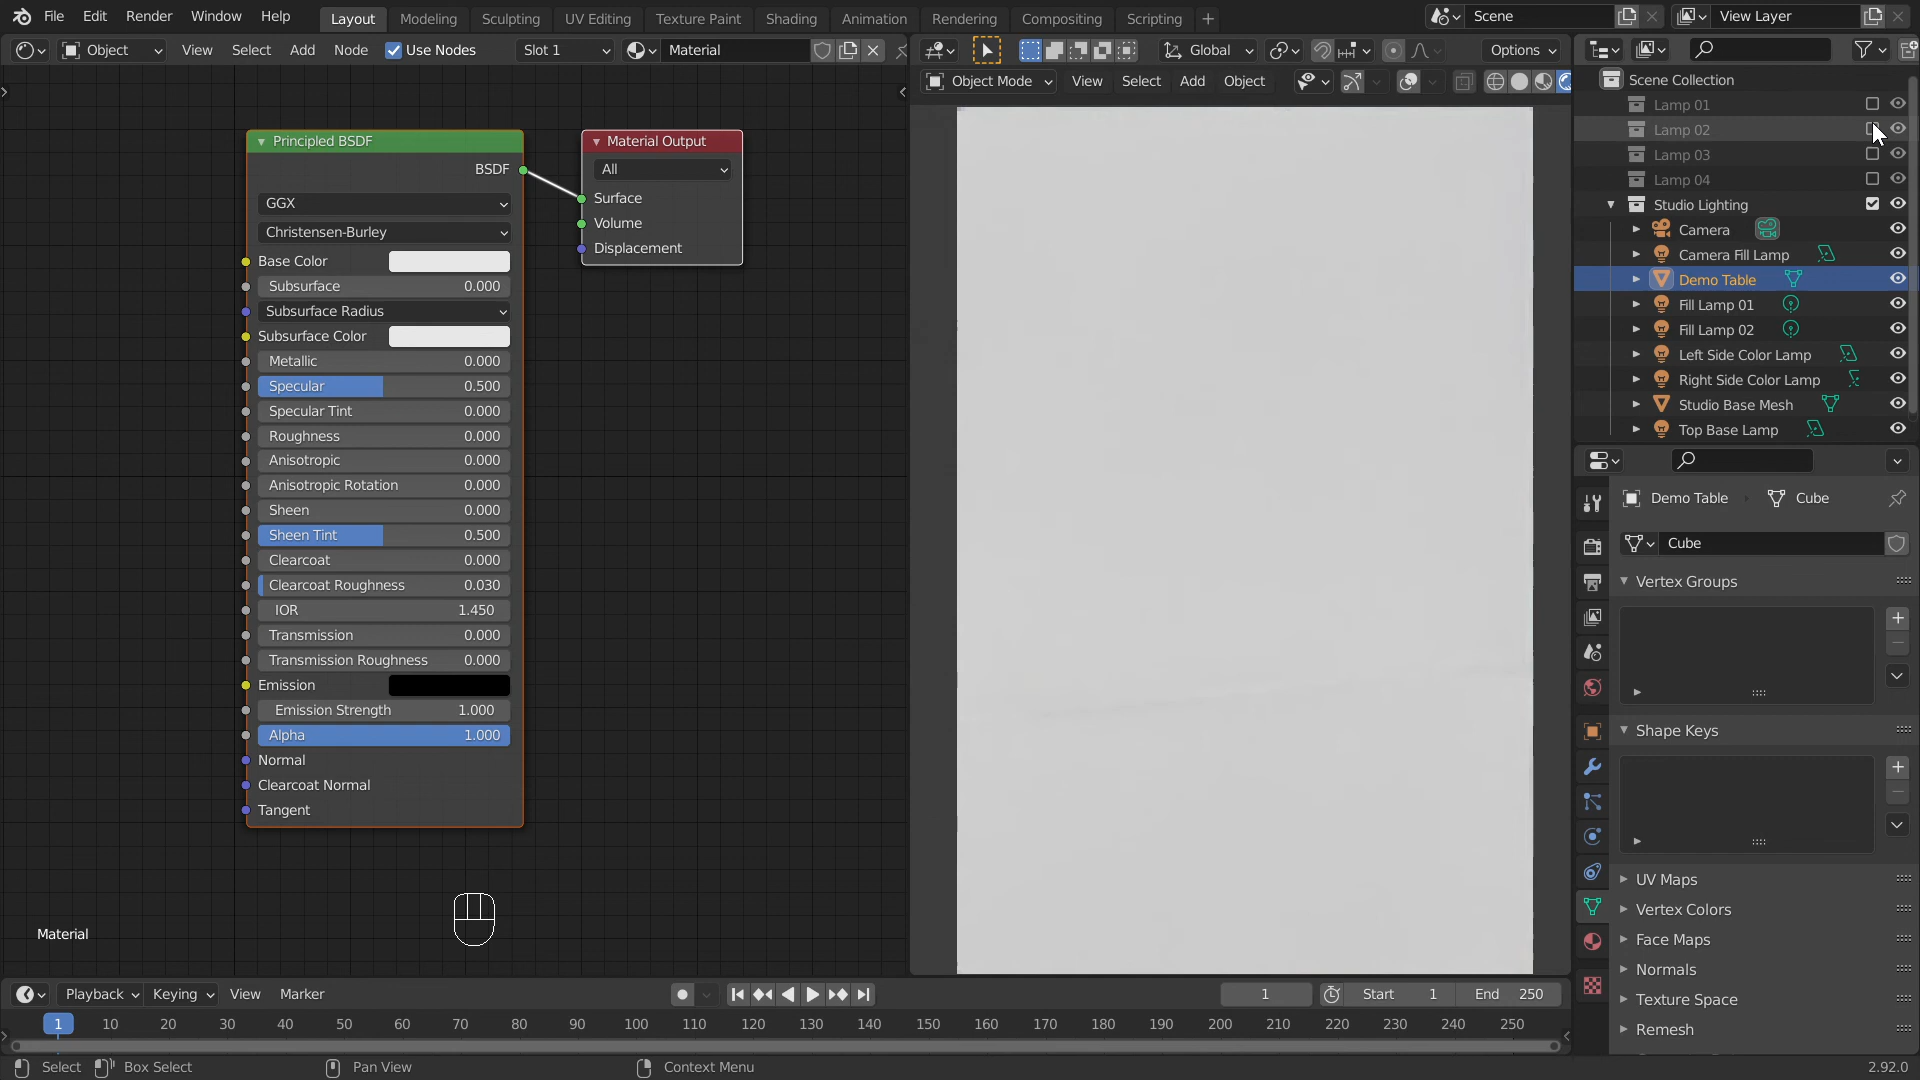 File Edit Render Window Help Layout Modeling Sculpting UV Editing Texture Paint Shading Animation Rendering Compositing Scripting + Scene View Layer
Object View Select Add Node Use Nodes Slot 1 Material Global Options
Object Mode View Select Add Object
Scene Collection
Lamp 01
Lamp 02
Lamp 03
Lamp 04
Studio Lighting
Camera
Camera Fill Lamp
Demo Table
Fill Lamp 01
Fill Lamp 02
Left Side Color Lamp
Right Side Color Lamp
Studio Base Mesh
Top Base Lamp
Principled BSDF
BSDF
GGX
Christensen-Burley
Base Color
Subsurface 0.000
Subsurface Radius
Subsurface Color
Metallic 0.000
Specular 0.500
Specular Tint 0.000
Roughness 0.000
Anisotropic 0.000
Anisotropic Rotation 0.000
Sheen 0.000
Sheen Tint 0.500
Clearcoat 0.000
Clearcoat Roughness 0.030
IOR 1.450
Transmission 0.000
Transmission Roughness 0.000
Emission
Emission Strength 1.000
Alpha 1.000
Normal
Clearcoat Normal
Tangent
Material Output
All
Surface
Volume
Displacement
Material
Demo Table Cube
Cube
Vertex Groups
Shape Keys
UV Maps
Vertex Colors
Face Maps
Normals
Texture Space
Remesh
Playback Keying View Marker 1 Start 1 End 250
1 10 20 30 40 50 60 70 80 90 100 110 120 130 140 150 160 170 180 190 200 210 220 230 240 250
Select Box Select Pan View Context Menu 2.92.0